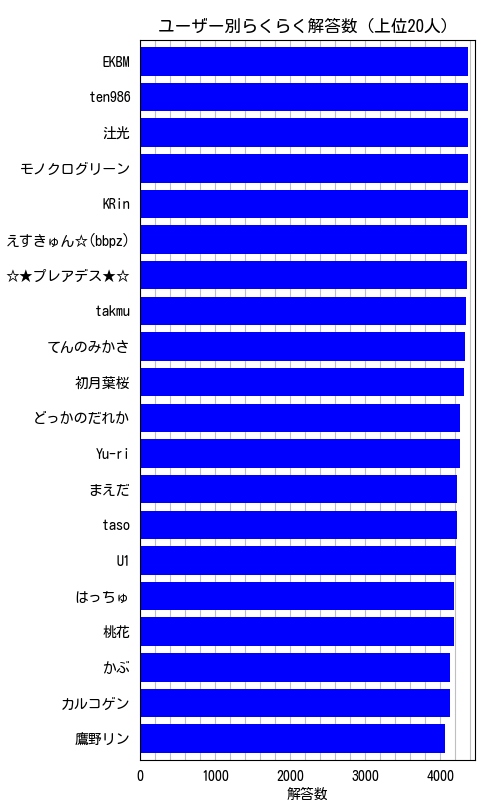 ユーザー別らくらく解答数（上位20人）
EKBM
ten986
辻光
モノクログリーン
KRin
えすきゅん☆(bbpz)
☆★プレアデス★☆
takmu
てんのみかさ
初月葉桜
どっかのだれか
Yu-ri
まえだ
taso
U1
はっちゅ
桃花
かぶ
カルコゲン
鷹野リン
0 1000 2000 3000 4000
解答数